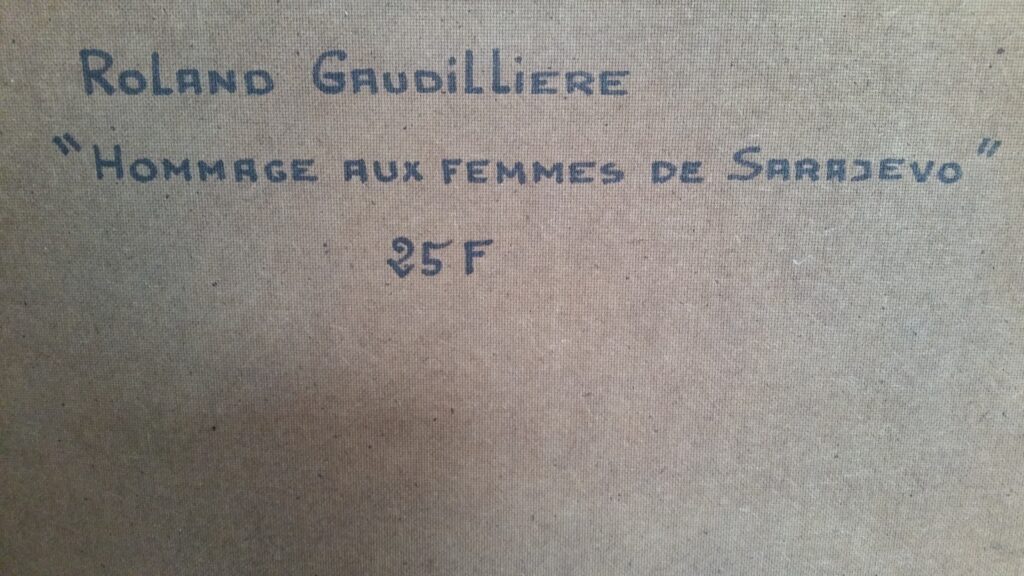 Roland Gaudilliere
"Hommage aux femmes de Sarajevo"
25 F